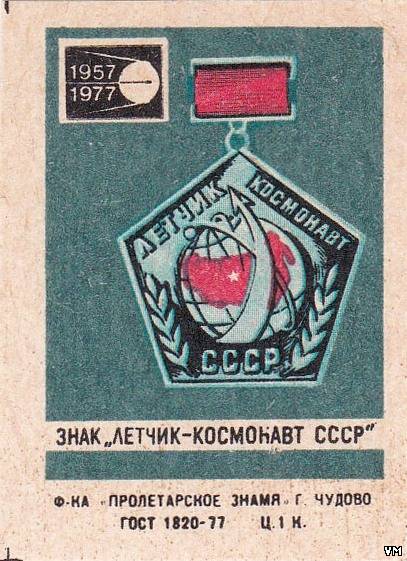 1957
1977
ЛЕТЧИК КОСМОНАВТ
СССР
ЗНАК „ЛЕТЧИК-КОСМОНАВТ СССР"
Ф-КА «ПРОЛЕТАРСКОЕ ЗНАМЯ» Г. ЧУДОВО
ГОСТ 1820-77 Ц.1 К.
VM